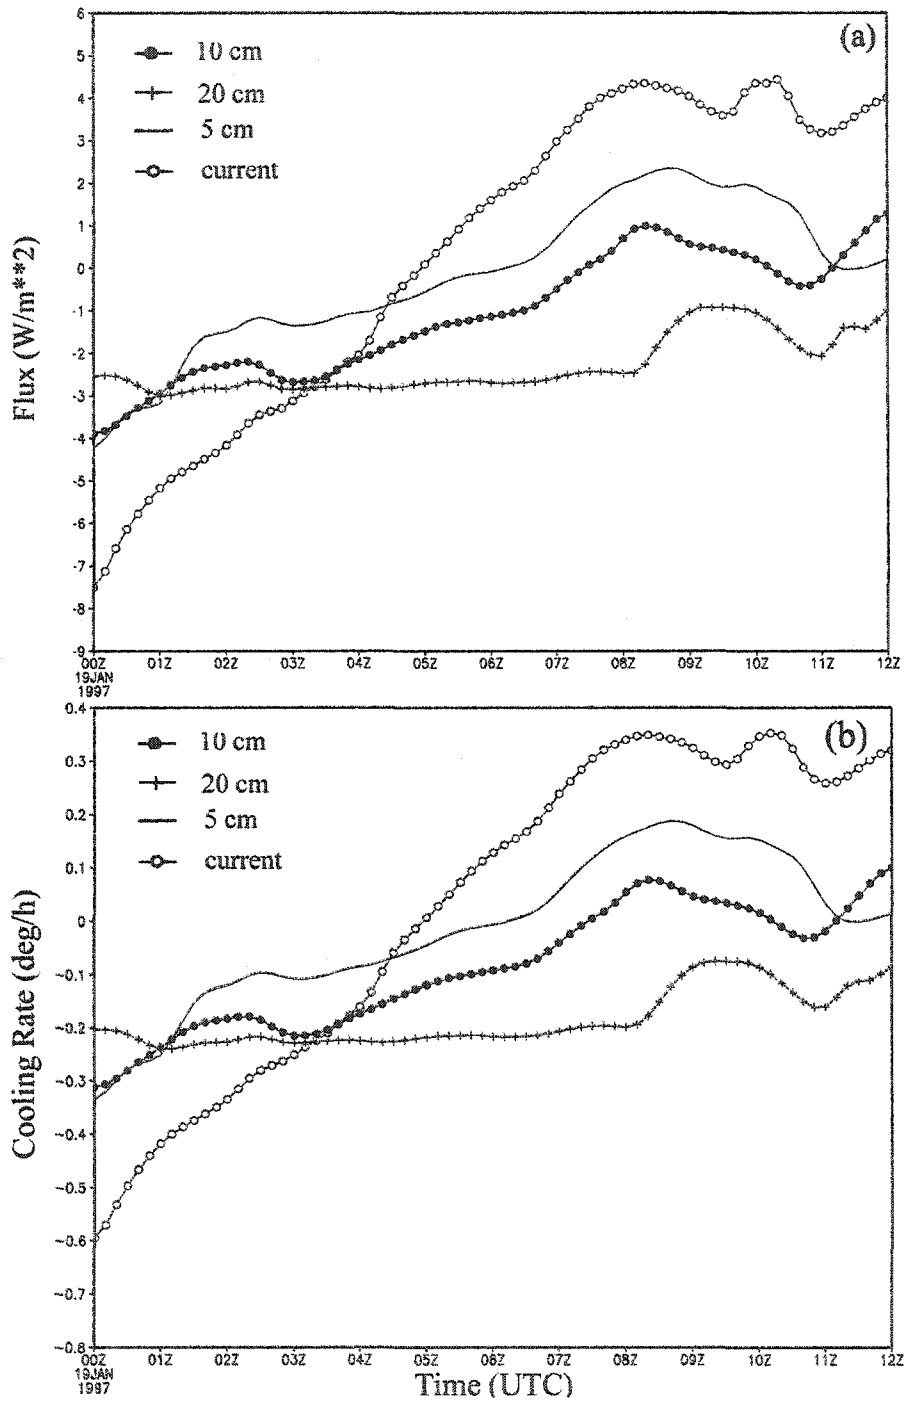 (a)
10 cm
20 cm
5 cm
current
6
5
4
3
2
1
0
-1
-2
-3
-4
-5
-6
-7
-8
-9
Flux (W/m**2)
00Z 01Z 02Z 03Z 04Z 05Z 06Z 07Z 08Z 09Z 10Z 11Z 12Z
19JAN
1997
(b)
10 cm
20 cm
5 cm
current
0.4
0.3
0.2
0.1
0
-0.1
-0.2
-0.3
-0.4
-0.5
-0.6
-0.7
-0.8
Cooling Rate (deg/h)
00Z 01Z 02Z 03Z 04Z 05Z 06Z 07Z 08Z 09Z 10Z 11Z 12Z
19JAN
1997
Time (UTC)